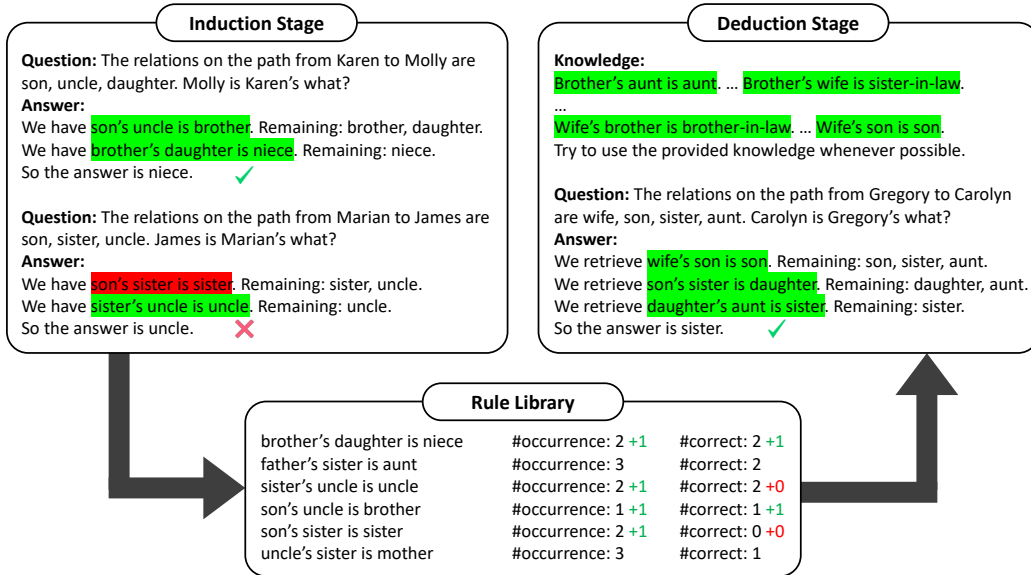 Induction Stage
Question: The relations on the path from Karen to Molly are
son, uncle, daughter. Molly is Karen's what?
Answer:
We have son's uncle is brother. Remaining: brother, daughter.
We have brother's daughter is niece. Remaining: niece.
So the answer is niece.
Question: The relations on the path from Marian to James are
son, sister, uncle. James is Marian's what?
Answer:
We have son's sister is sister. Remaining: sister, uncle.
We have sister's uncle is uncle. Remaining: uncle.
So the answer is uncle.
Deduction Stage
Knowledge:
Brother's aunt is aunt. ... Brother's wife is sister-in-law.
...
Wife's brother is brother-in-law. ... Wife's son is son.
Try to use the provided knowledge whenever possible.
Question: The relations on the path from Gregory to Carolyn
are wife, son, sister, aunt. Carolyn is Gregory's what?
Answer:
We retrieve wife's son is son. Remaining: son, sister, aunt.
We retrieve son's sister is daughter. Remaining: daughter, aunt.
We retrieve daughter's aunt is sister. Remaining: sister.
So the answer is sister.
Rule Library
brother's daughter is niece #occurrence: 2 +1 #correct: 2 +1
father's sister is aunt #occurrence: 3 #correct: 2
sister's uncle is uncle #occurrence: 2 +1 #correct: 2 +0
son's uncle is brother #occurrence: 1 +1 #correct: 1 +1
son's sister is sister #occurrence: 2 +1 #correct: 0 +0
uncle's sister is mother #occurrence: 3 #correct: 1